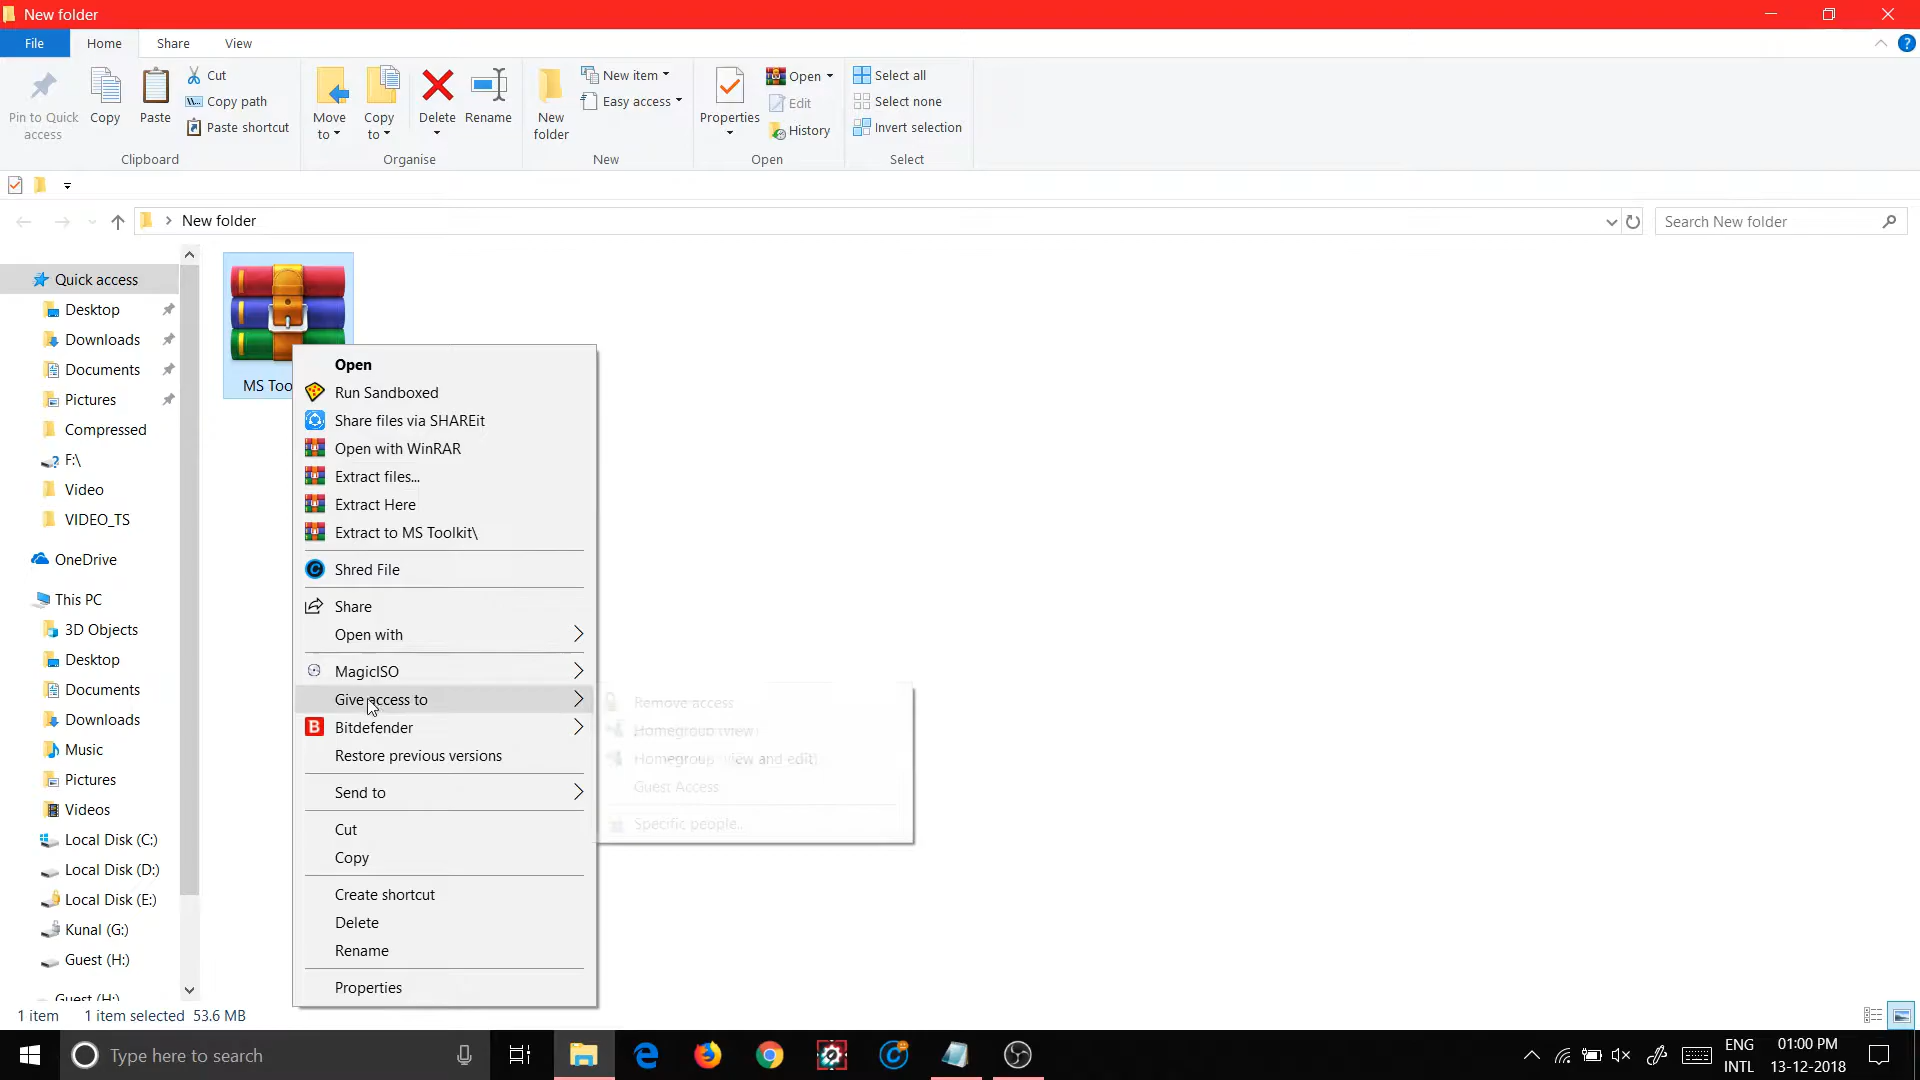 New folder
File
Home
Share
View
Pin to Quick access
Copy
Paste
Cut
Copy path
Paste shortcut
Clipboard
Move to
Copy to
Delete
Rename
Organise
New folder
New item
Easy access
New
Properties
Open
Edit
History
Open
Select all
Select none
Invert selection
Select
New folder
Search New folder
Quick access
Desktop
Downloads
Documents
Pictures
Compressed
F:\
Video
VIDEO_TS
OneDrive
This PC
3D Objects
Desktop
Documents
Downloads
Music
Pictures
Videos
Local Disk (C:)
Local Disk (D:)
Local Disk (E:)
Kunal (G:)
Guest (H:)
Guest (H:)
MS Too
Open
Run Sandboxed
Share files via SHAREit
Open with WinRAR
Extract files...
Extract Here
Extract to MS Toolkit\
Shred File
Share
Open with
MagicISO
Give access to
Bitdefender
Restore previous versions
Send to
Cut
Copy
Create shortcut
Delete
Rename
Properties
Remove access
Homegroup (view)
Homegroup (view and edit)
Guest Access
Specific people...
1 item
1 item selected 53.6 MB
Type here to search
ENG
INTL
01:00 PM
13-12-2018